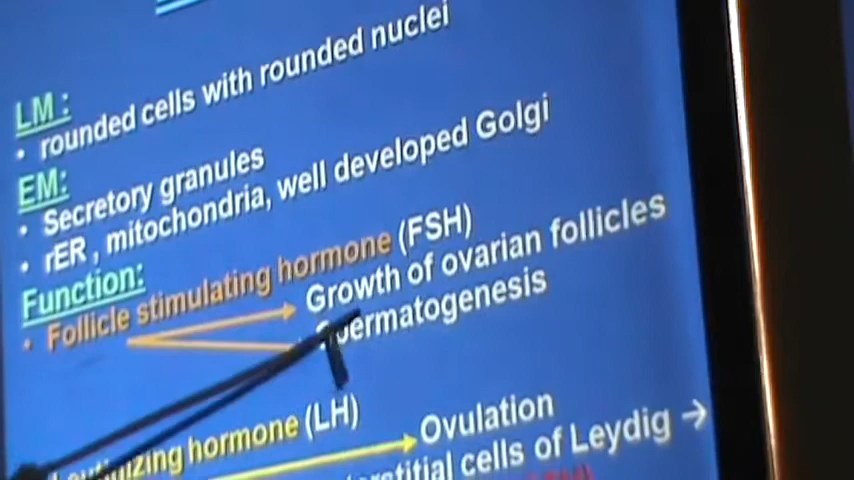 LM :
• rounded cells with rounded nuclei
EM:
• Secretory granules
• rER , mitochondria, well developed Golgi
Function:
• Follicle stimulating hormone (FSH)
Growth of ovarian follicles
Spermatogenesis
hormone (LH)
Ovulation
cells of Leydig →